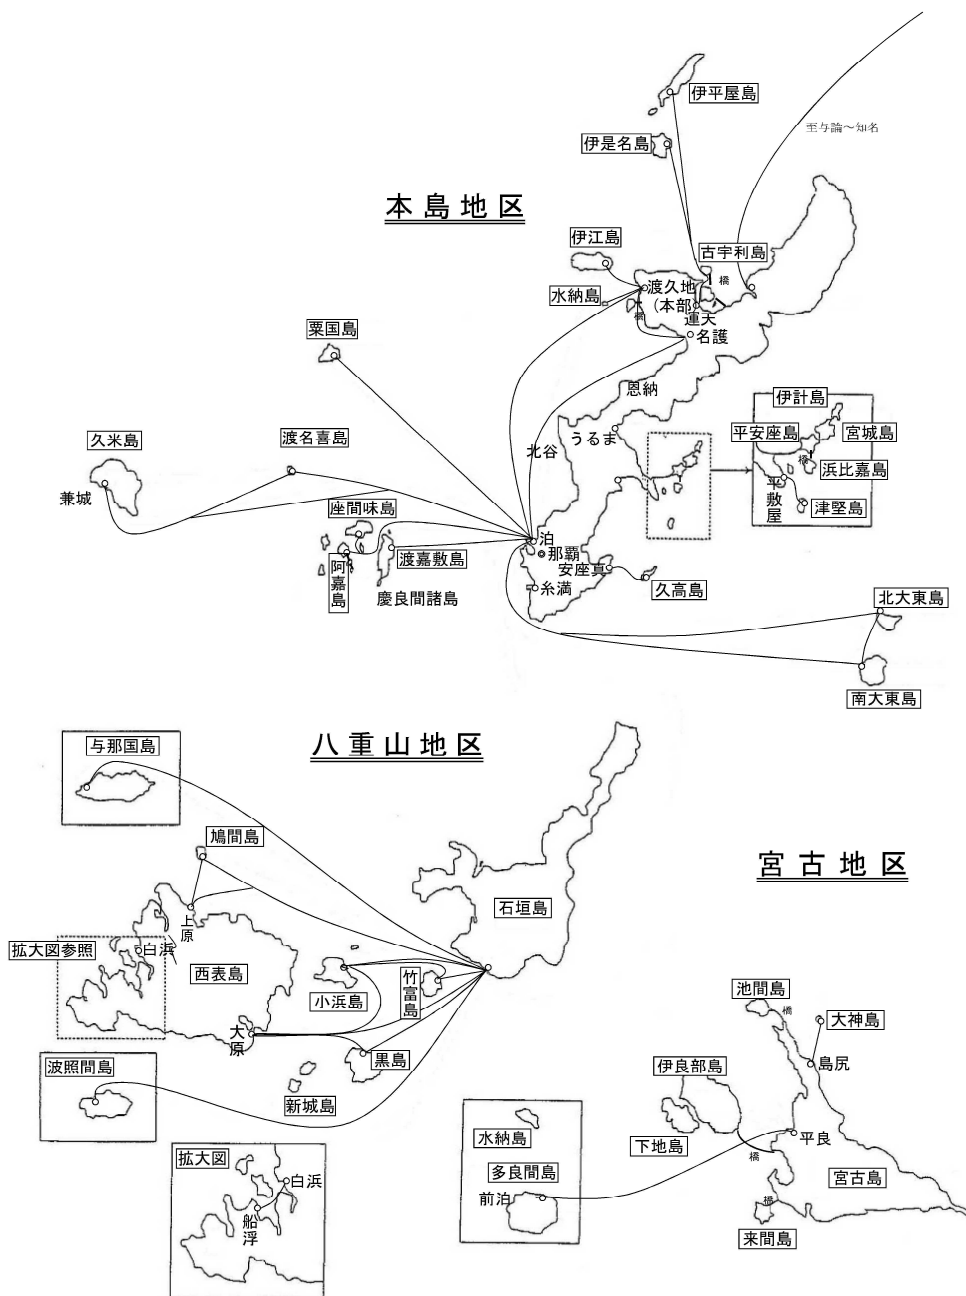 伊平屋島
至与論～知名
伊是名島
本島地区
伊江島
古宇利島
橋
水納島
渡久地
（本部）
橋
運天
名護
粟国島
恩納
伊計島
久米島
渡名喜島
北谷
うるま
平安座島
宮城島
橋
浜比嘉島
兼城
平敷屋
津堅島
座間味島
泊
渡嘉敷島
那覇
阿嘉島
安座真
糸満
久高島
慶良間諸島
北大東島
南大東島
八重山地区
与那国島
鳩間島
宮古地区
石垣島
上原
拡大図参照
白浜
西表島
竹富島
小浜島
池間島
橋
大神島
大原
黒島
島尻
波照間島
伊良部島
新城島
水納島
下地島
平良
橋
拡大図
多良間島
宮古島
白浜
前泊
橋
船浮
来間島